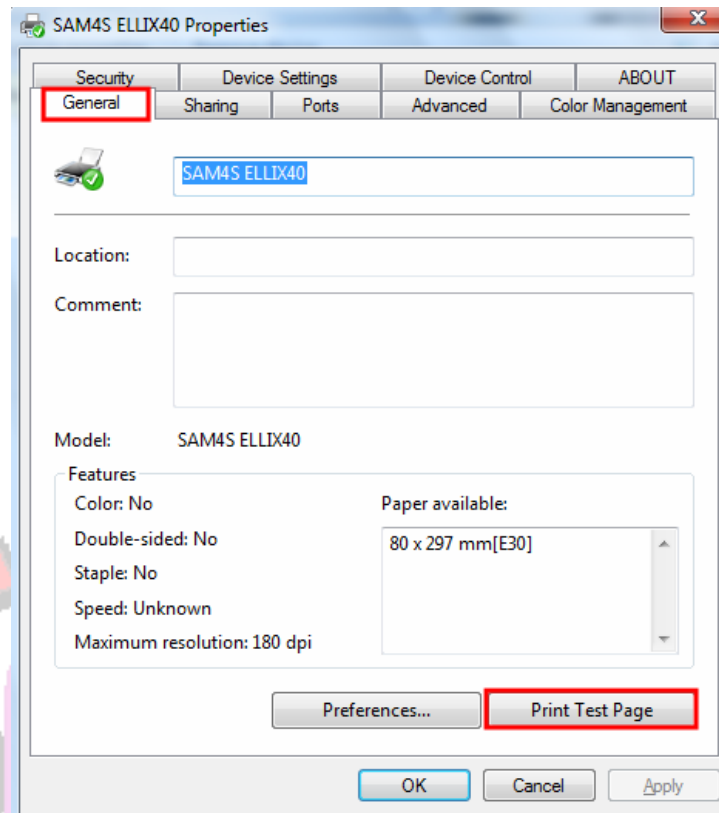 SAM4S ELLIX40 Properties
Security Device Settings Device Control ABOUT
General Sharing Ports Advanced Color Management
SAM4S ELLIX40
Location:
Comment:
Model: SAM4S ELLIX40
Features
Color: No Paper available:
Double-sided: No 80 x 297 mm[E30]
Staple: No
Speed: Unknown
Maximum resolution: 180 dpi
Preferences... Print Test Page
OK Cancel Apply